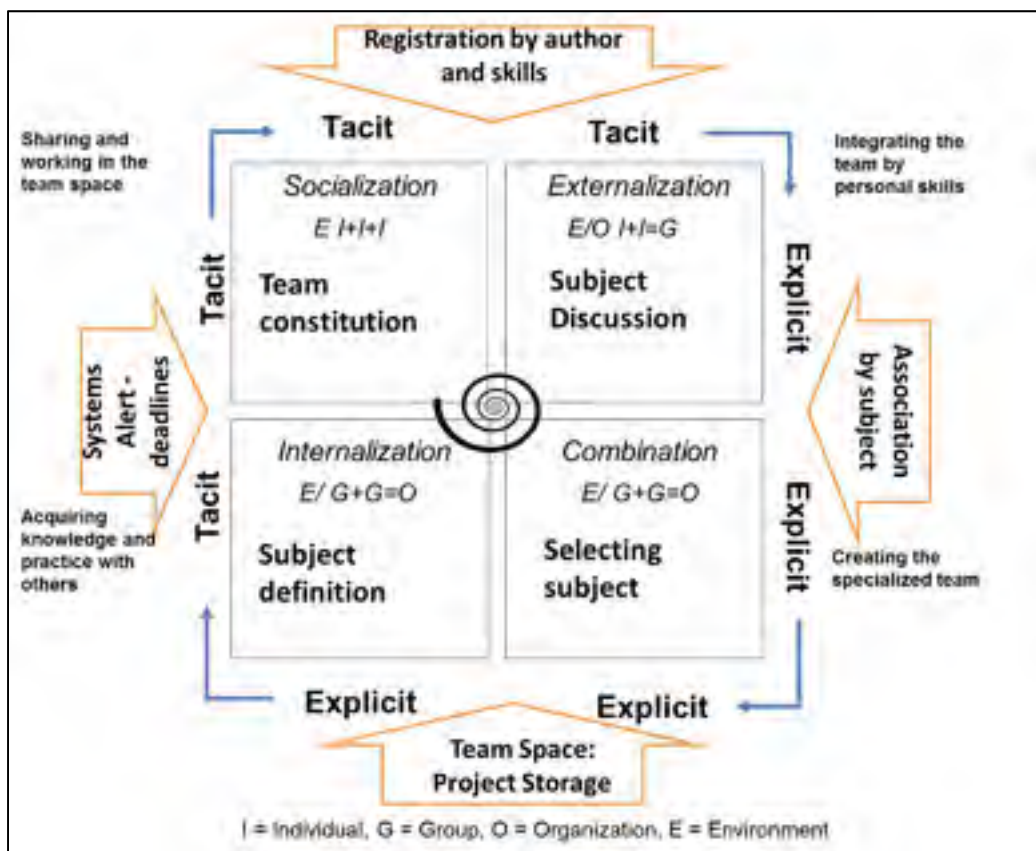 Registration by author
and skills
Tacit
Tacit
Sharing and
working in the
team space
Integrating the
team by
personal skills
Socialization
E I+I+I
Team
constitution
Externalization
E/O I+I=G
Subject
Discussion
Tacit
Explicit
Systems
Alert -
deadlines
Association
by subject
Internalization
E/ G+G=O
Subject
definition
Combination
E/ G+G=O
Selecting
subject
Tacit
Explicit
Acquiring
knowledge and
practice with
others
Creating the
specialized team
Explicit
Explicit
Team Space:
Project Storage
I = Individual, G = Group, O = Organization, E = Environment